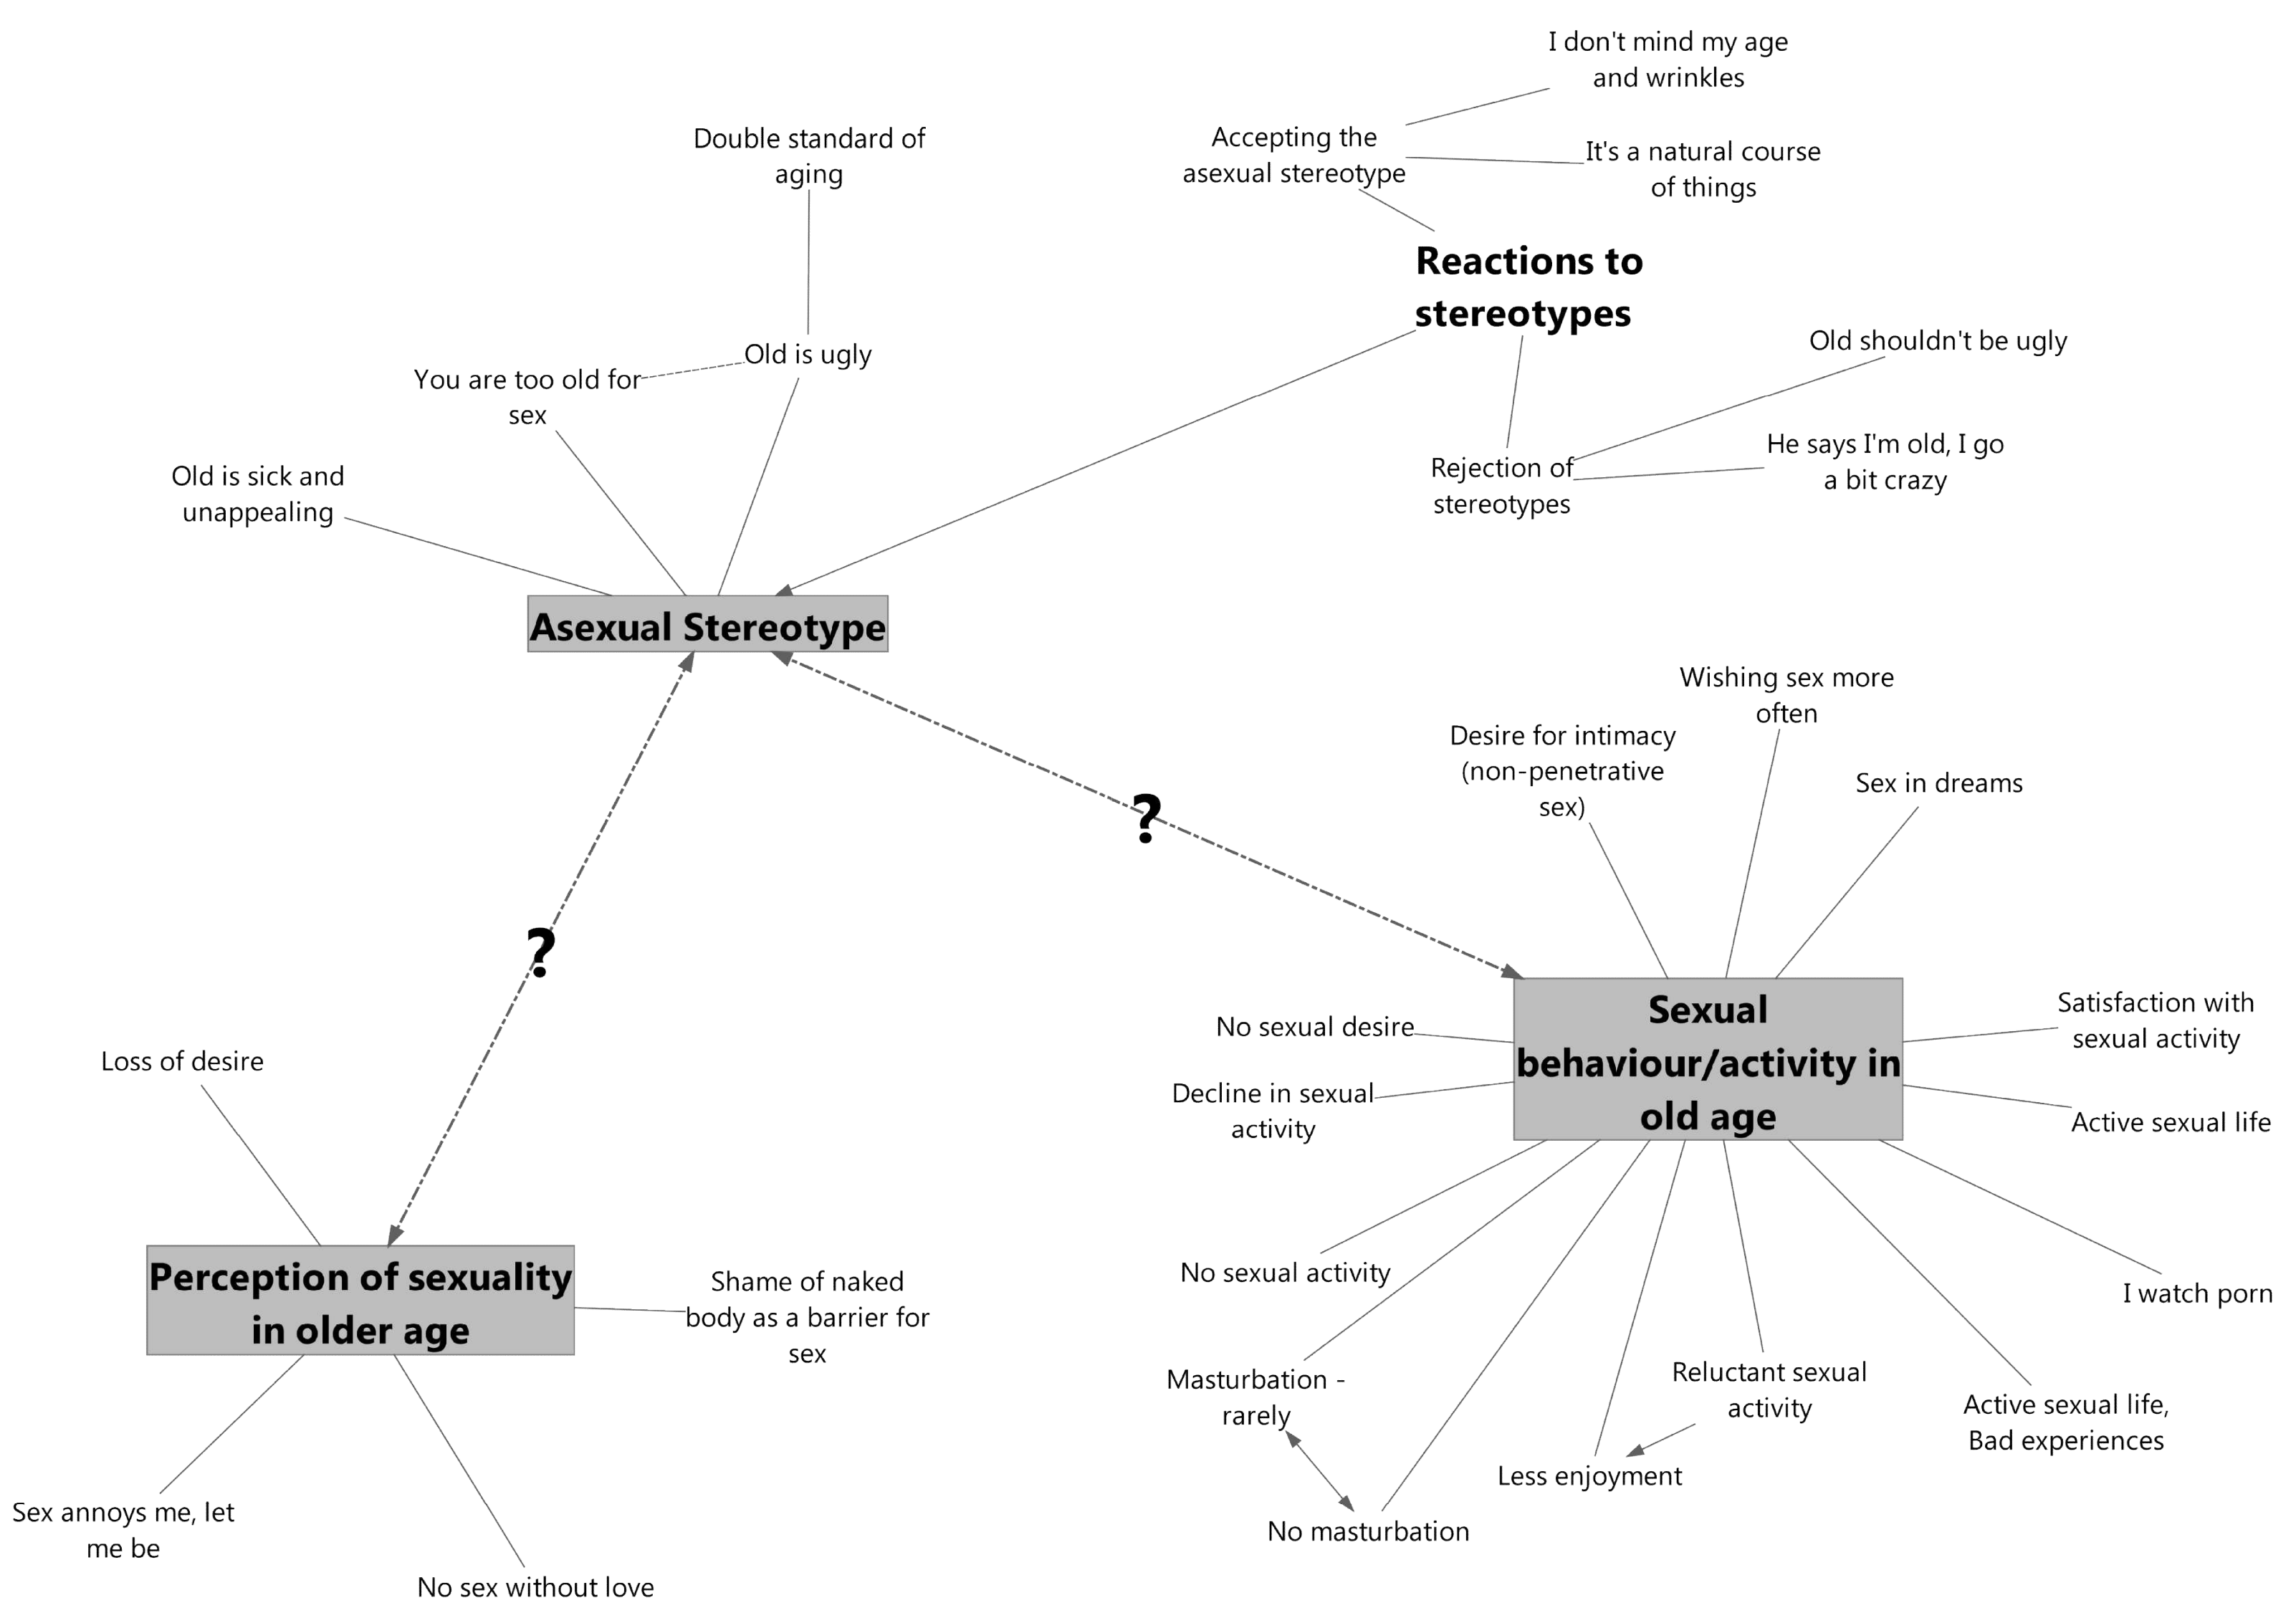 I don't mind my age
and wrinkles
Double standard of
aging
Accepting the
asexual stereotype
It's a natural course
of things
Reactions to
stereotypes
Old is ugly
You are too old for
sex
Old shouldn't be ugly
Old is sick and
unappealing
Rejection of
stereotypes
He says I'm old, I go
a bit crazy
Asexual Stereotype
Wishing sex more
often
Desire for intimacy
(non-penetrative
sex)
Sex in dreams
?
?
No sexual desire
Sexual
behaviour/activity in
old age
Satisfaction with
sexual activity
Loss of desire
Decline in sexual
activity
Active sexual life
Perception of sexuality
in older age
Shame of naked
body as a barrier for
sex
No sexual activity
I watch porn
Masturbation -
rarely
Reluctant sexual
activity
Active sexual life,
Bad experiences
Less enjoyment
Sex annoys me, let
me be
No masturbation
No sex without love